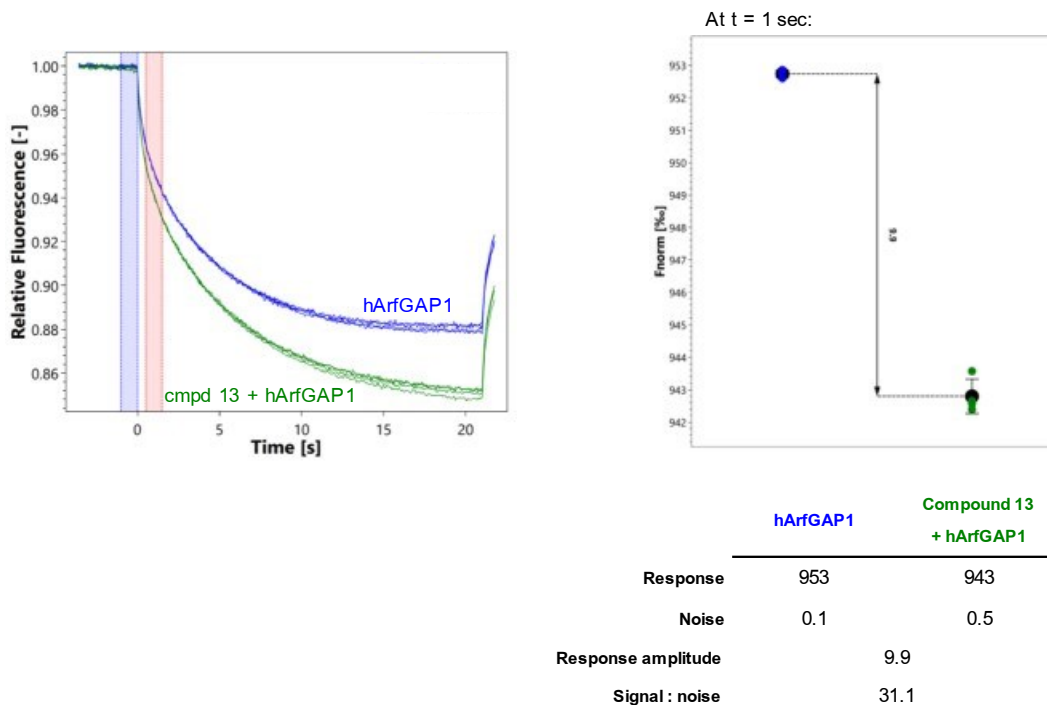 At t = 1 sec:
Relative Fluorescence [-]
1.00
0.98
0.96
0.94
0.92
0.90
0.88
0.86
hArfGAP1
cmpd 13 + hArfGAP1
0 5 10 15 20
Time [s]
Fnorm [‰]
953
952
951
950
949
948
947
946
945
944
943
942
9.9
hArfGAP1 Compound 13
+ hArfGAP1
Response 953 943
Noise 0.1 0.5
Response amplitude 9.9
Signal : noise 31.1